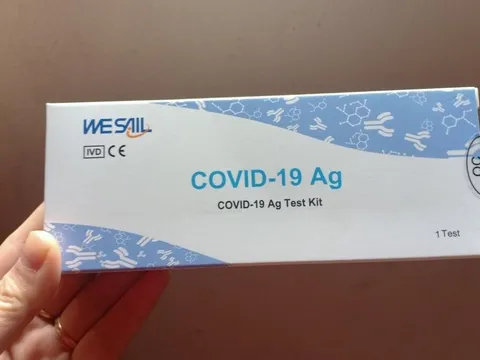 WESAIL
IVD CE
COVID-19 Ag
COVID-19 Ag Test Kit
1 Test